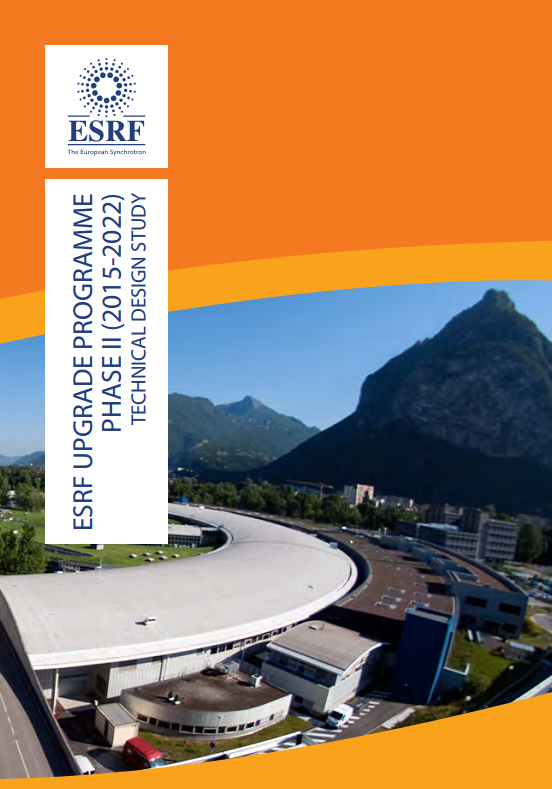 ESRF
The European Synchrotron
ESRF UPGRADE PROGRAMME
PHASE II (2015-2022)
TECHNICAL DESIGN STUDY